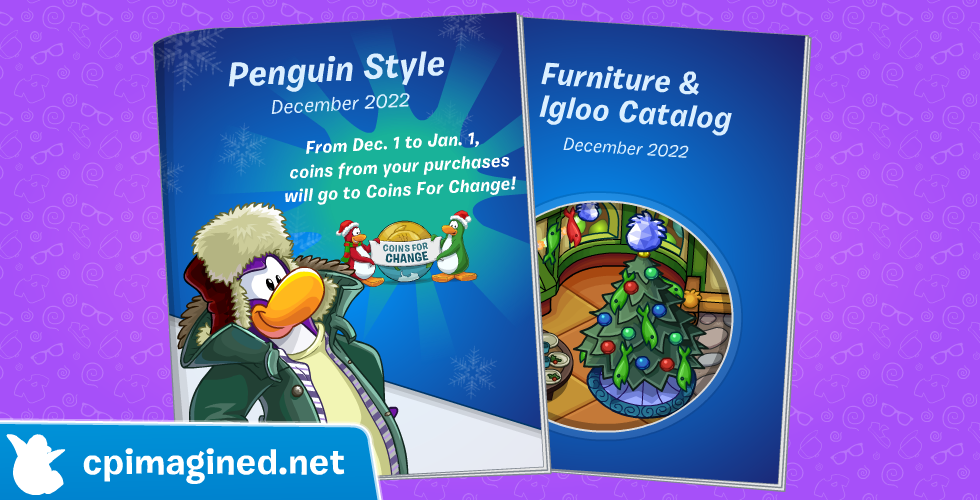 Penguin Style
December 2022
From Dec. 1 to Jan. 1,
coins from your purchases
will go to Coins For Change!
COINS FOR
CHANGE
Furniture &
Igloo Catalog
December 2022
cpimagined.net